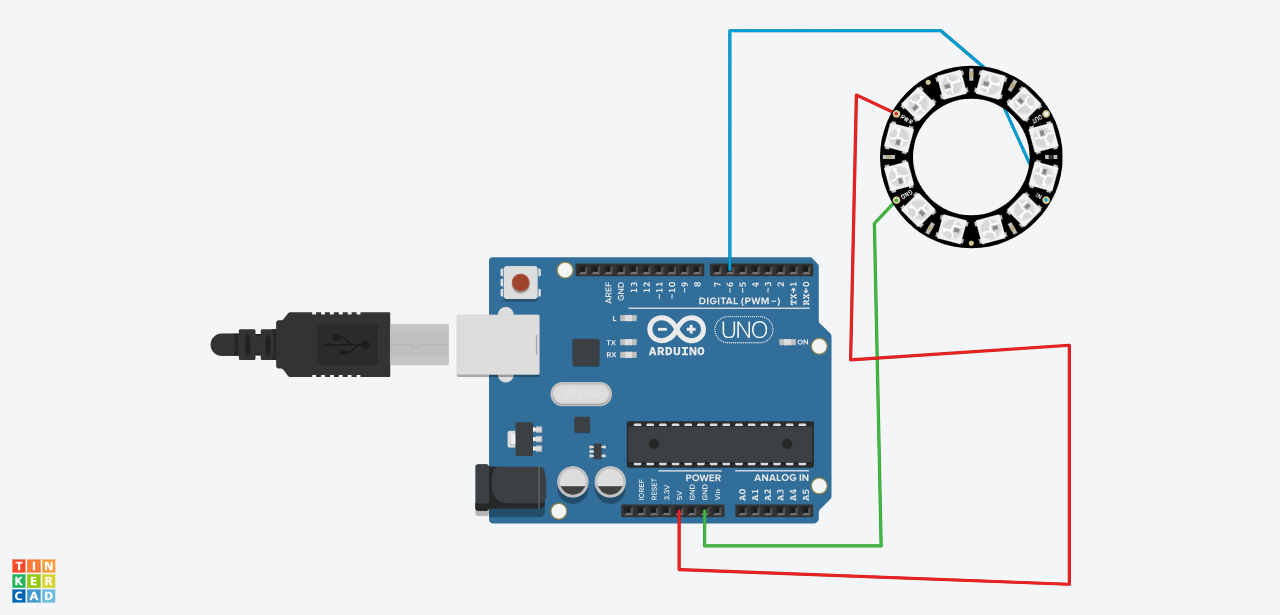 PWR
OUT
GND
IN
AREF
GND
13
12
~11
~10
~9
8
7
~6
~5
4
~3
2
TX→1
RX←0
DIGITAL (PWM~)
L
TX
RX
UNO
ARDUINO
ON
POWER
ANALOG IN
IOREF
RESET
3.3V
5V
GND
GND
Vin
A0
A1
A2
A3
A4
A5
TIN
KER
CAD